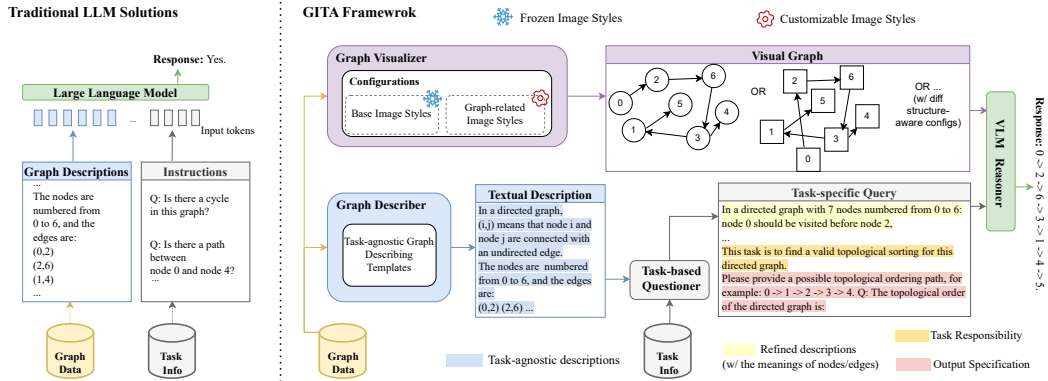 Traditional LLM Solutions
Response: Yes.
Large Language Model
...
Input tokens
Graph Descriptions
...
The nodes are
numbered from
0 to 6, and the
edges are:
(0,2)
(2,6)
(1,4)
...
Instructions
Q: Is there a cycle
in this graph?
Q: Is there a path
between
node 0 and node 4?
...
Graph
Data
Task
Info
GITA Framewrok
Frozen Image Styles
Customizable Image Styles
Graph Visualizer
Configurations
Base Image Styles
Graph-related
Image Styles
Visual Graph
0
2
6
5
1
3
4
OR
2
6
5
1
3
4
0
OR ...
(w/ diff
structure-
aware configs)
Graph Describer
Task-agnostic Graph
Describing
Templates
Textual Description
In a directed graph,
(i,j) means that node i and
node j are connected with
an undirected edge.
The nodes are numbered
from 0 to 6, and the edges
are:
(0,2) (2,6) ...
Task-based
Questioner
Task-specific Query
In a directed graph with 7 nodes numbered from 0 to 6:
node 0 should be visited before node 2,
...
This task is to find a valid topological sorting for this
directed graph.
Please provide a possible topological ordering path, for
example: 0 -> 1 -> 2 -> 3 -> 4. Q: The topological order
of the directed graph is:
VLM
Reasoner
Response: 0 -> 2 -> 6 -> 3 -> 1 -> 4 -> 5.
Graph
Data
Task-agnostic descriptions
Task
Info
Refined descriptions
(w/ the meanings of nodes/edges)
Task Responsibility
Output Specification